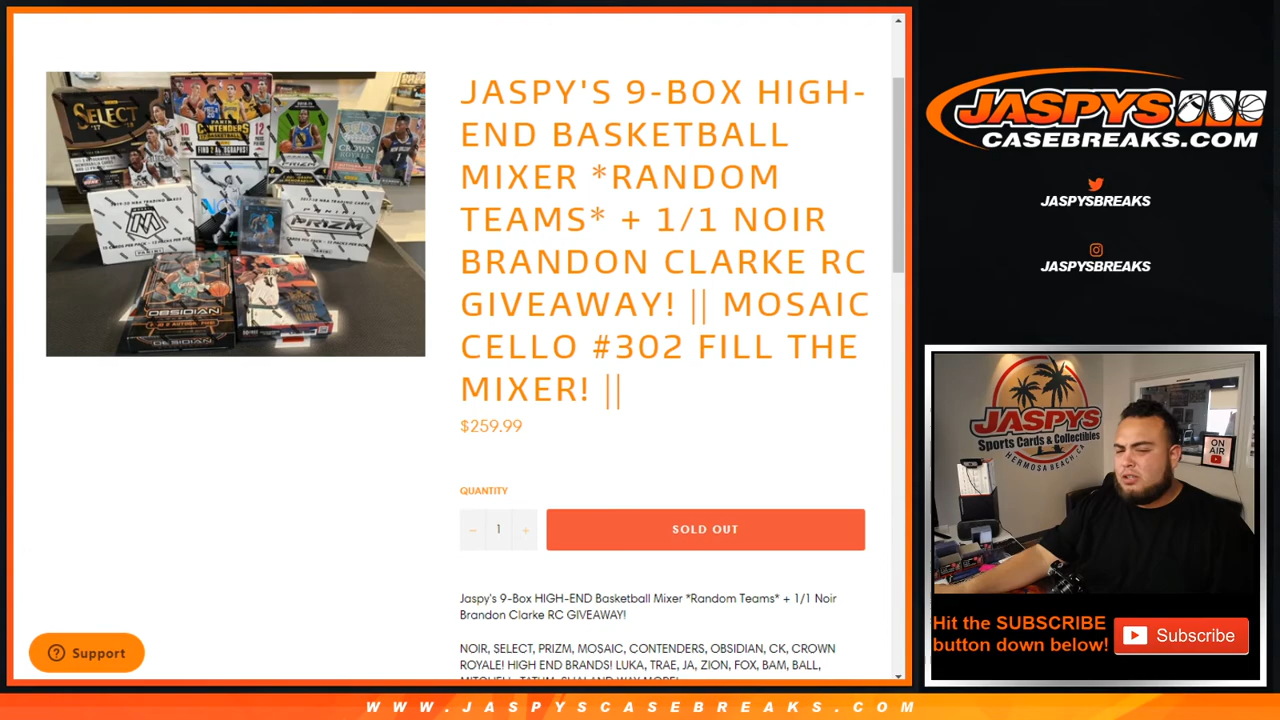 JASPY'S 9-BOX HIGH-
END BASKETBALL
MIXER *RANDOM
TEAMS* + 1/1 NOIR
BRANDON CLARKE RC
GIVEAWAY! || MOSAIC
CELLO #302 FILL THE
MIXER! ||
$259.99
QUANTITY
− 1 +
SOLD OUT
Jaspy's 9-Box HIGH-END Basketball Mixer *Random Teams* + 1/1 Noir
Brandon Clarke RC GIVEAWAY!
NOIR, SELECT, PRIZM, MOSAIC, CONTENDERS, OBSIDIAN, CK, CROWN
ROYALE! HIGH END BRANDS! LUKA, TRAE, JA, ZION, FOX, BAM, BALL,
Support
SELECT
CONTENDERS
PRIZM
CROWN
ROYALE
MOSAIC
PRIZM
OBSIDIAN
JASPYS
CASEBREAKS.COM
JASPYSBREAKS
JASPYSBREAKS
JASPYS
Sports Cards & Collectibles
HERMOSA BEACH, CA
ON
AIR
Hit the SUBSCRIBE
button down below!
Subscribe
WWW.JASPYSCASEBREAKS.COM